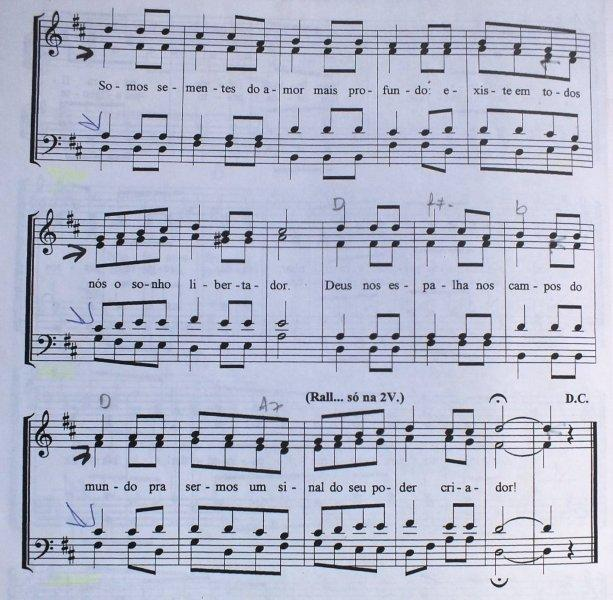 So - mos se - men - tes do a - mor mais pro - fun - do: e - xis - te em to - dos
D
b
nós o so-nho li - ber - ta - dor. Deus nos es - pa - lha nos cam - pos do
D A7 (Rall... só na 2V.) D.C.
mun - do pra ser - mos um si - nal do seu po - der cri - a - dor!